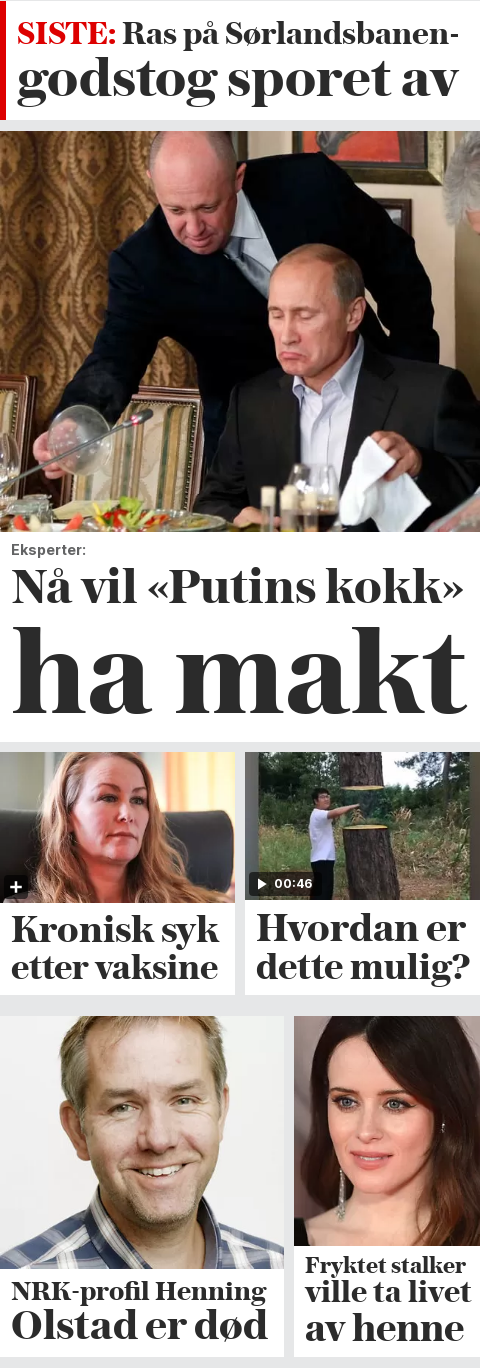 SISTE: Ras på Sørlandsbanen-
godstog sporet av
Eksperter:
Nå vil «Putins kokk»
ha makt
00:46
Kronisk syk
etter vaksine
Hvordan er
dette mulig?
NRK-profil Henning
Olstad er død
Fryktet stalker
ville ta livet
av henne